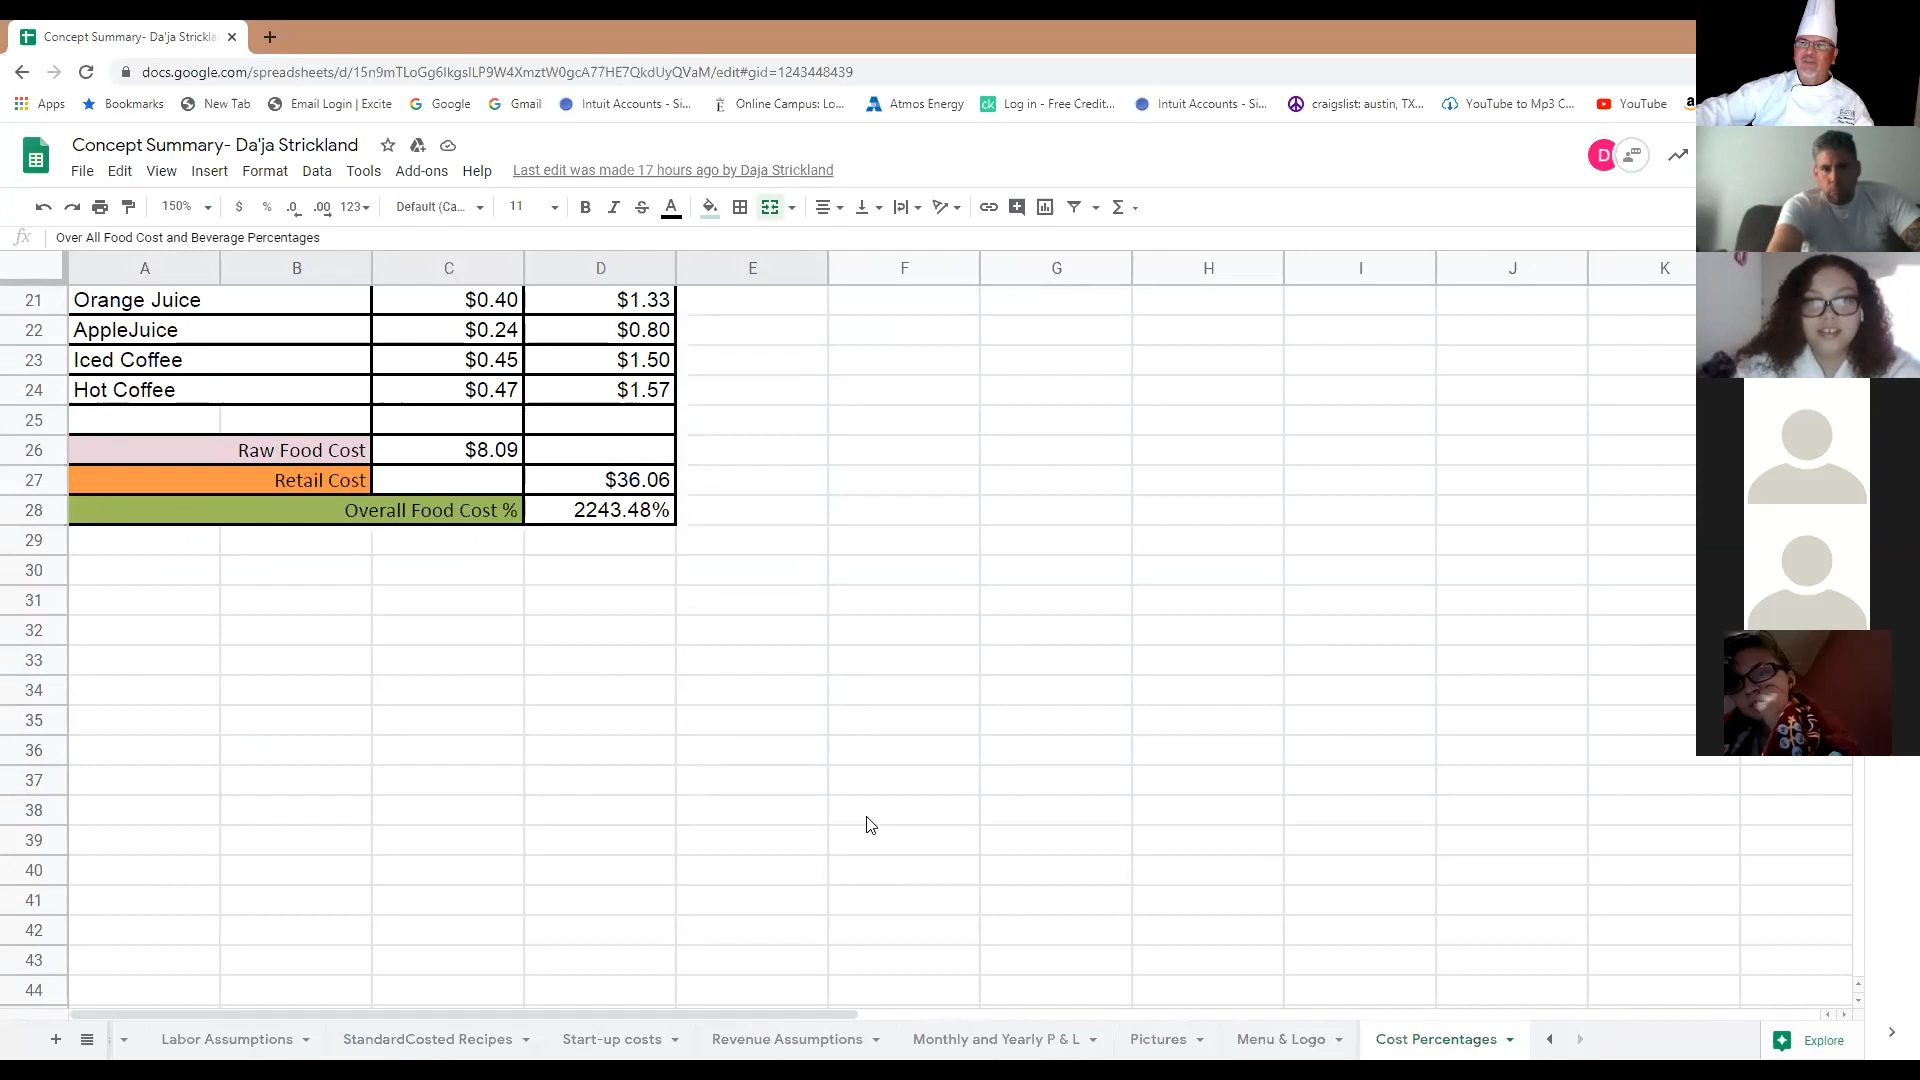 Concept Summary- Da'ja Strickla
docs.google.com/spreadsheets/d/15n9mTLoGg6IkgsILP9W4XmztW0gcA77HE7QkdUyQVaM/edit#gid=1243448439
Apps Bookmarks New Tab Email Login | Excite Google Gmail Intuit Accounts - Si... Online Campus: Lo... Atmos Energy Log in - Free Credit... Intuit Accounts - Si... craigslist: austin, TX... YouTube to Mp3 C... YouTube
Concept Summary- Da'ja Strickland
D
File Edit View Insert Format Data Tools Add-ons Help Last edit was made 17 hours ago by Daja Strickland
150% $ % .0 .00 123 Default (Ca... 11 B I S A Σ
fx Over All Food Cost and Beverage Percentages
A B C D E F G H I J K
21 Orange Juice $0.40 $1.33
22 AppleJuice $0.24 $0.80
23 Iced Coffee $0.45 $1.50
24 Hot Coffee $0.47 $1.57
25
26 Raw Food Cost $8.09
27 Retail Cost $36.06
28 Overall Food Cost % 2243.48%
29
30
31
32
33
34
35
36
37
38
39
40
41
42
43
44
+ Labor Assumptions StandardCosted Recipes Start-up costs Revenue Assumptions Monthly and Yearly P & L Pictures Menu & Logo Cost Percentages Explore